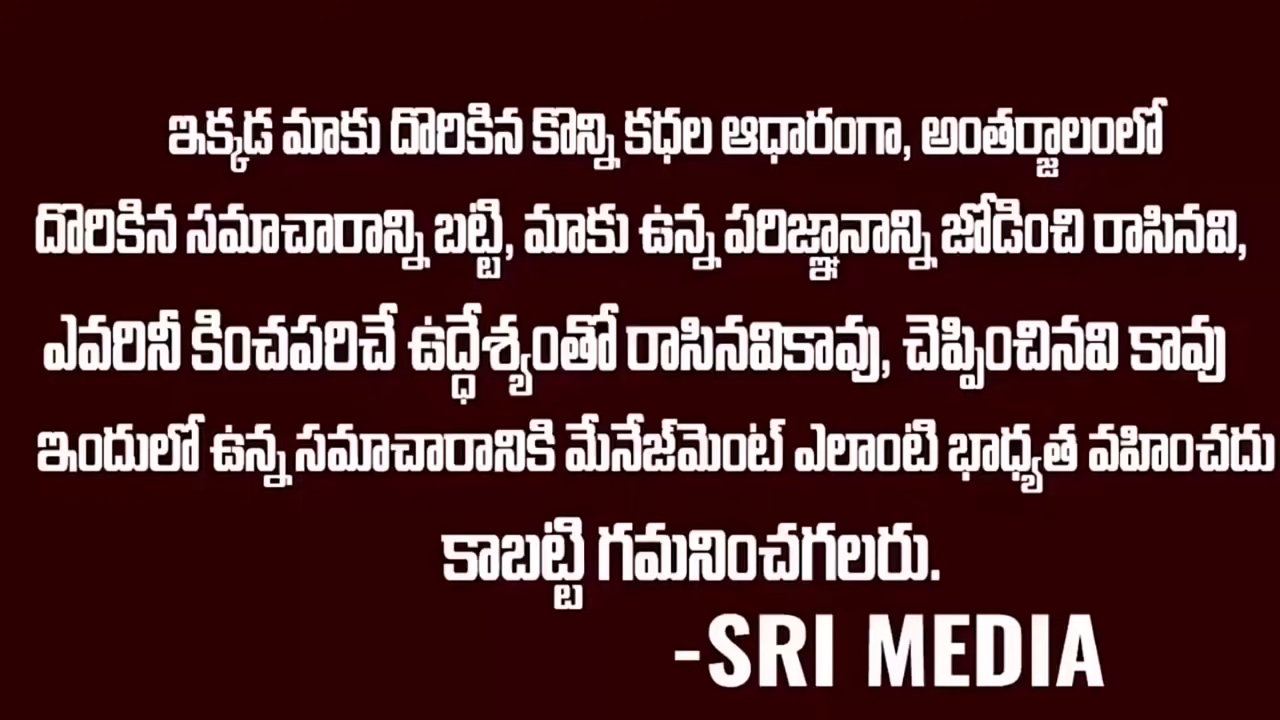 ఇక్కడ మాకు దొరికిన కొన్ని కధల ఆధారంగా, అంతర్జాలంలో
దొరికిన సమాచారాన్ని బట్టి, మాకు ఉన్న పరిజ్ఞానాన్ని జోడించి రాసినవి,
ఎవరినీ కించపరిచే ఉద్ధేశ్యంతో రాసినవికావు, చెప్పించినవి కావు
ఇందులో ఉన్న సమాచారానికి మేనేజ్‌మెంట్ ఎలాంటి భాధ్యత వహించదు
కాబట్టి గమనించగలరు.
-SRI MEDIA